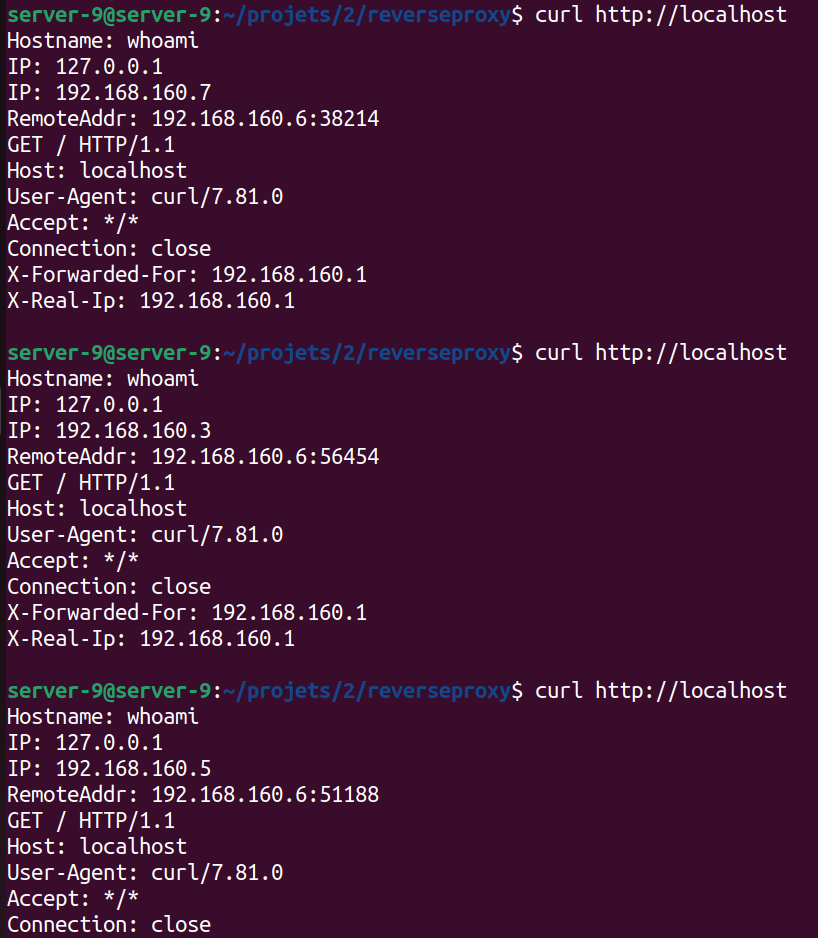 server-9@server-9:~/projets/2/reverseproxy$ curl http://localhost
Hostname: whoami
IP: 127.0.0.1
IP: 192.168.160.7
RemoteAddr: 192.168.160.6:38214
GET / HTTP/1.1
Host: localhost
User-Agent: curl/7.81.0
Accept: */*
Connection: close
X-Forwarded-For: 192.168.160.1
X-Real-Ip: 192.168.160.1

server-9@server-9:~/projets/2/reverseproxy$ curl http://localhost
Hostname: whoami
IP: 127.0.0.1
IP: 192.168.160.3
RemoteAddr: 192.168.160.6:56454
GET / HTTP/1.1
Host: localhost
User-Agent: curl/7.81.0
Accept: */*
Connection: close
X-Forwarded-For: 192.168.160.1
X-Real-Ip: 192.168.160.1

server-9@server-9:~/projets/2/reverseproxy$ curl http://localhost
Hostname: whoami
IP: 127.0.0.1
IP: 192.168.160.5
RemoteAddr: 192.168.160.6:51188
GET / HTTP/1.1
Host: localhost
User-Agent: curl/7.81.0
Accept: */*
Connection: close